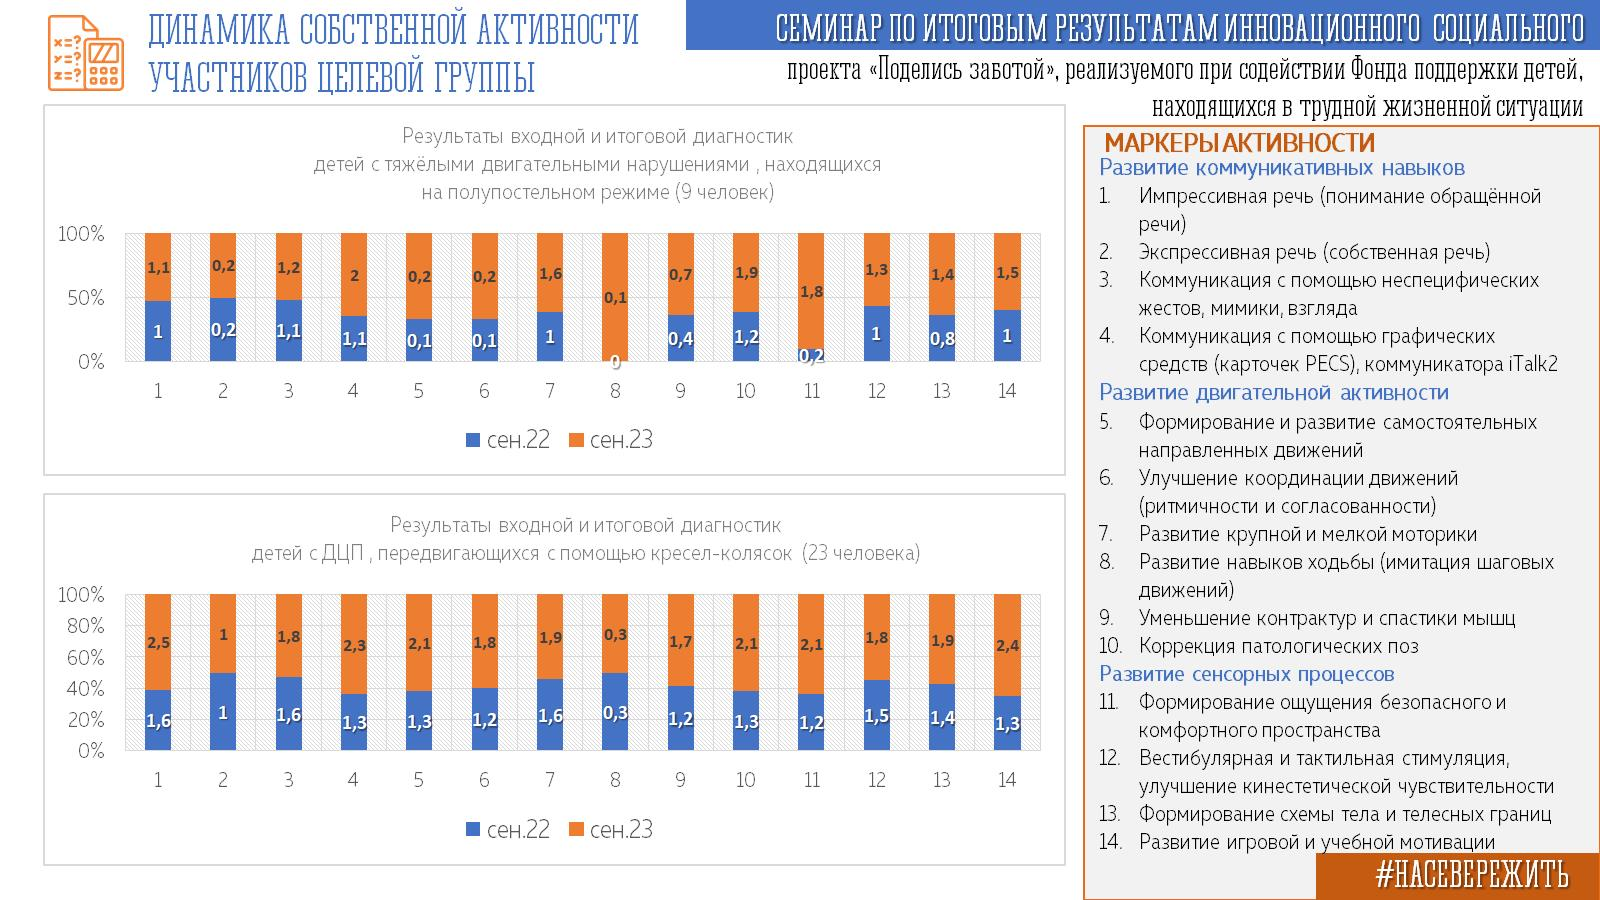 ДИНАМИКА СОБСТВЕННОЙ АКТИВНОСТИ
УЧАСТНИКОВ ЦЕЛЕВОЙ ГРУППЫ
x=?
x=?
z=?
СЕМИНАР ПО ИТОГОВЫМ РЕЗУЛЬТАТАМ ИННОВАЦИОННОГО СОЦИАЛЬНОГО
проекта «Поделись заботой», реализуемого при содействии Фонда поддержки детей,
находящихся в трудной жизненной ситуации
Результаты входной и итоговой диагностик
детей с тяжёлыми двигательными нарушениями , находящихся
на полупостельном режиме (9 человек)
100%
50%
0%
1,1 0,2 1,2 2 0,2 0,2 1,6 0,1 0,7 1,9 1,8 1,3 1,4 1,5
1 0,2 1,1 1,1 0,1 0,1 1 0 0,4 1,2 0,2 1 0,8 1
1 2 3 4 5 6 7 8 9 10 11 12 13 14
сен.22 сен.23
Результаты входной и итоговой диагностик
детей с ДЦП , передвигающихся с помощью кресел-колясок (23 человека)
100%
80%
60%
40%
20%
0%
2,5 1 1,8 2,3 2,1 1,8 1,9 0,3 1,7 2,1 2,1 1,8 1,9 2,4
1,6 1 1,6 1,3 1,3 1,2 1,6 0,3 1,2 1,3 1,2 1,5 1,4 1,3
1 2 3 4 5 6 7 8 9 10 11 12 13 14
сен.22 сен.23
МАРКЕРЫ АКТИВНОСТИ
Развитие коммуникативных навыков
1. Импрессивная речь (понимание обращённой
речи)
2. Экспрессивная речь (собственная речь)
3. Коммуникация с помощью неспецифических
жестов, мимики, взгляда
4. Коммуникация с помощью графических
средств (карточек PECS), коммуникатора iTalk2
Развитие двигательной активности
5. Формирование и развитие самостоятельных
направленных движений
6. Улучшение координации движений
(ритмичности и согласованности)
7. Развитие крупной и мелкой моторики
8. Развитие навыков ходьбы (имитация шаговых
движений)
9. Уменьшение контрактур и спастики мышц
10. Коррекция патологических поз
Развитие сенсорных процессов
11. Формирование ощущения безопасного и
комфортного пространства
12. Вестибулярная и тактильная стимуляция,
улучшение кинестетической чувствительности
13. Формирование схемы тела и телесных границ
14. Развитие игровой и учебной мотивации
#НАСЕВЕРЕЖИТЬ